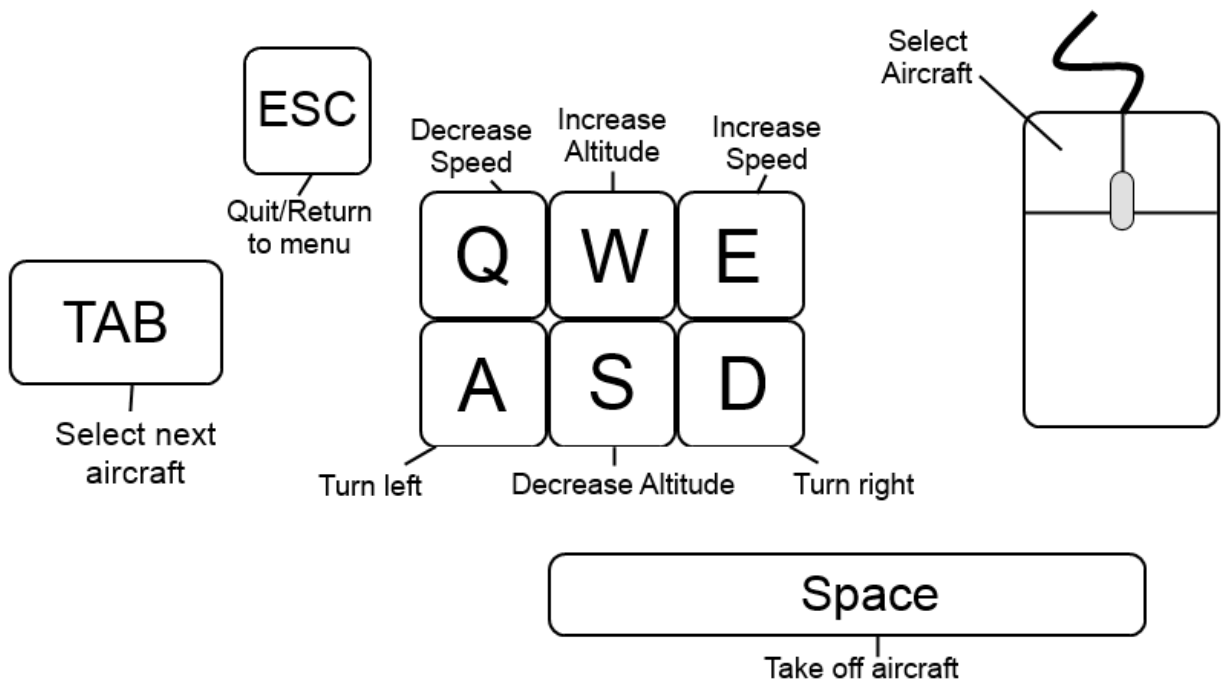 Select
Aircraft
ESC
Quit/Return
to menu
Decrease
Speed
Increase
Altitude
Increase
Speed
Q
W
E
TAB
Select next
aircraft
A
S
D
Turn left
Decrease Altitude
Turn right
Space
Take off aircraft